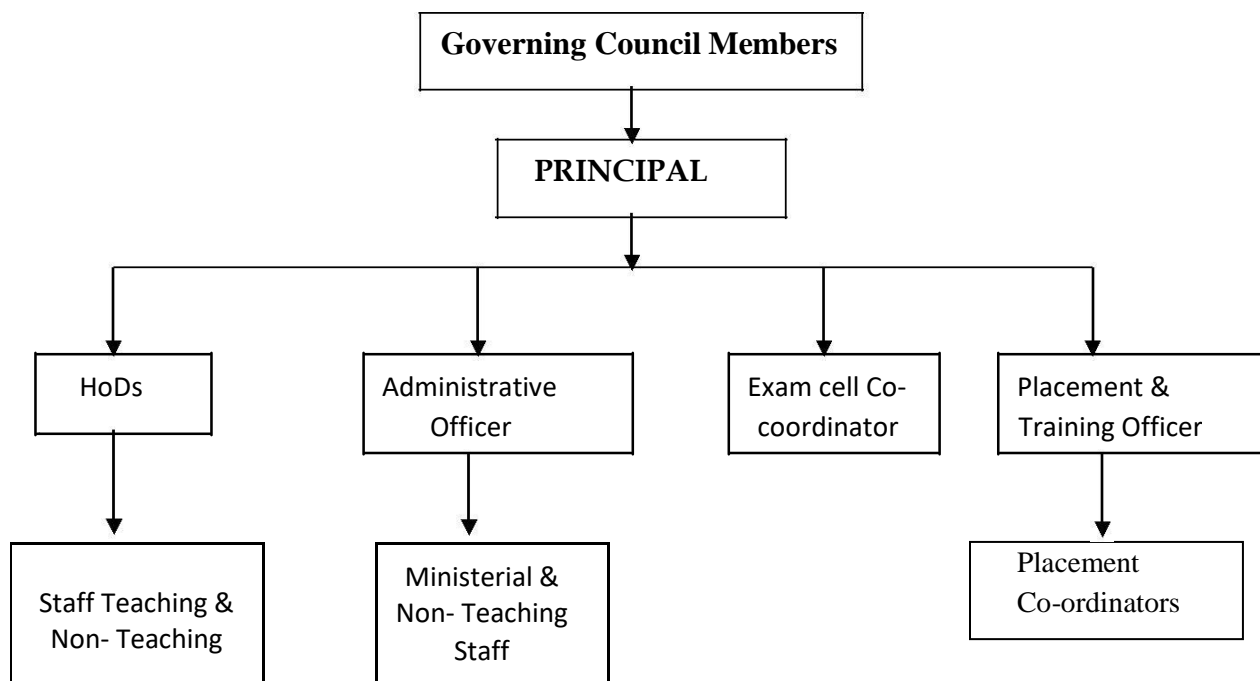 Governing Council Members
PRINCIPAL
HoDs
Administrative
Officer
Exam cell Co-
coordinator
Placement &
Training Officer
Staff Teaching &
Non- Teaching
Ministerial &
Non- Teaching
Staff
Placement
Co-ordinators